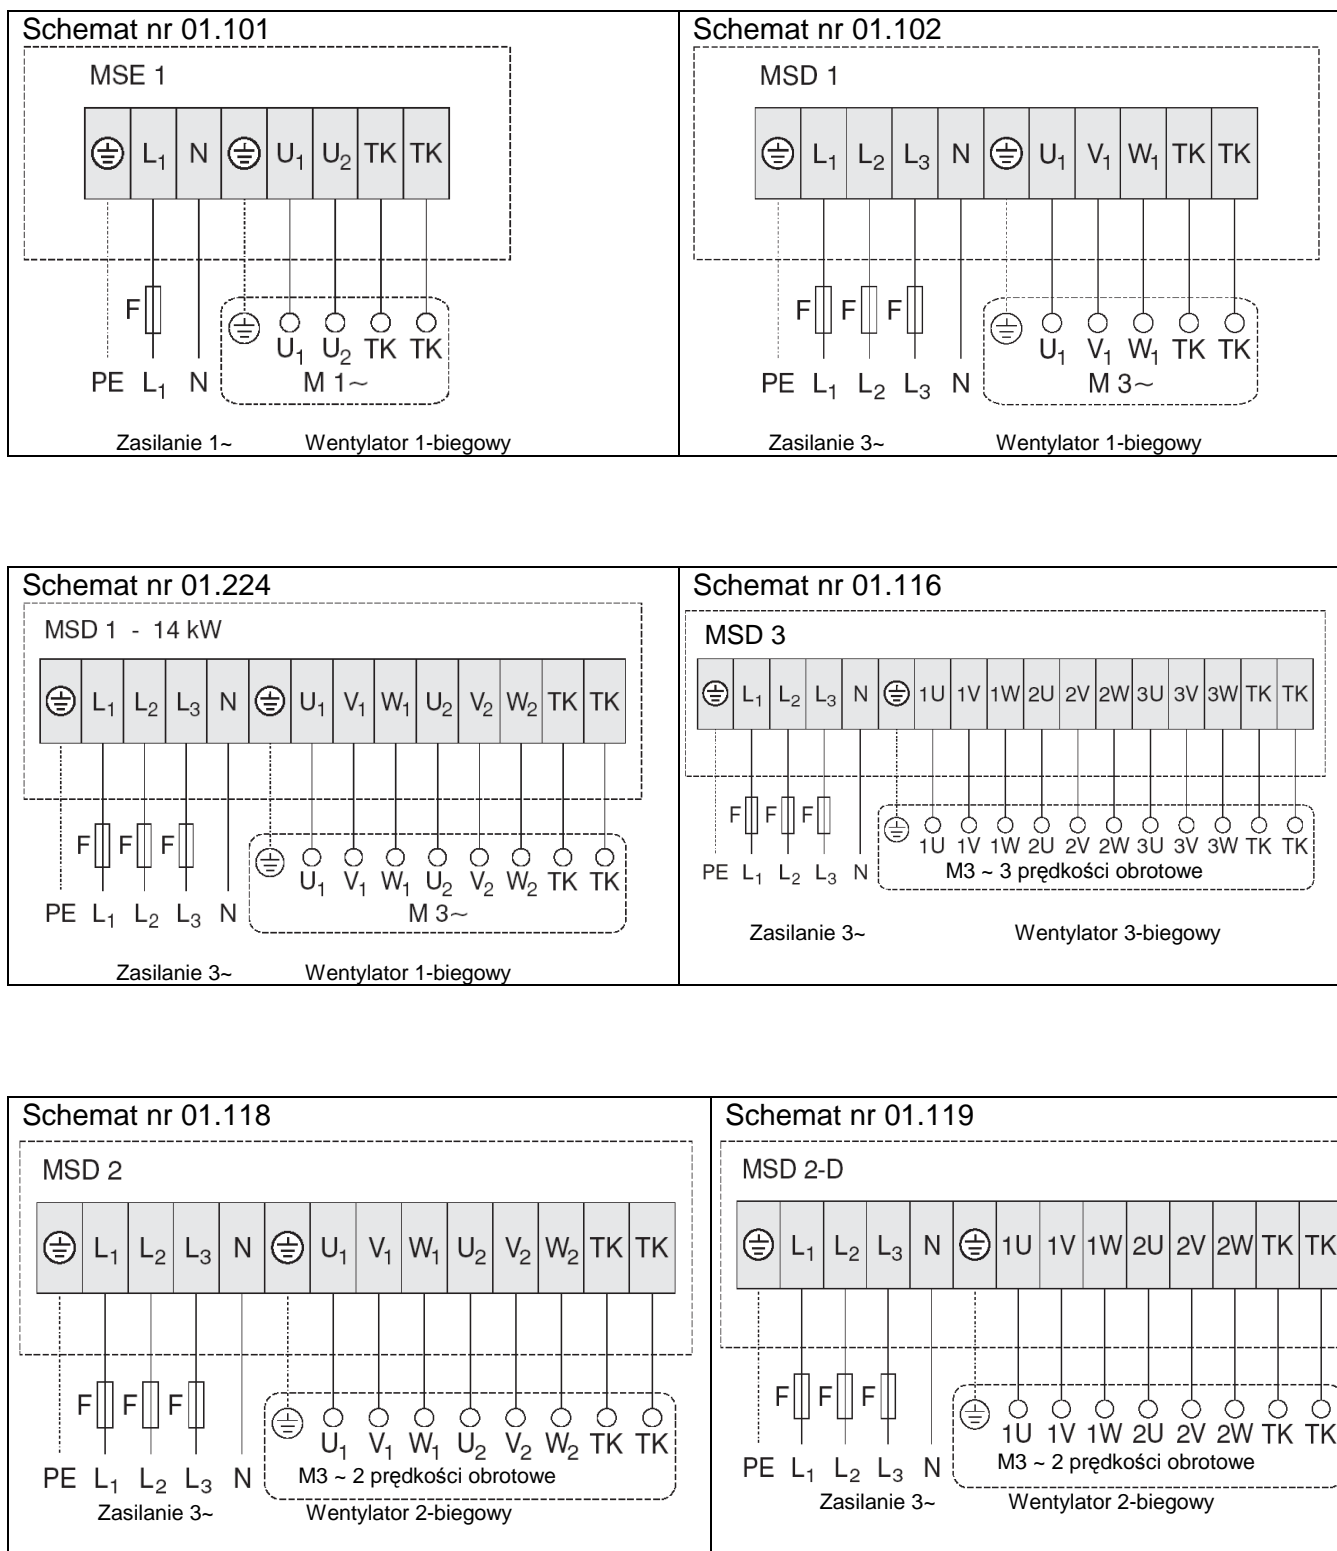 Schemat nr 01.101
MSE 1
L1 N U1 U2 TK TK
F
U1 U2 TK TK
PE L1 N M 1~
Zasilanie 1~ Wentylator 1-biegowy
Schemat nr 01.102
MSD 1
L1 L2 L3 N U1 V1 W1 TK TK
F F F
U1 V1 W1 TK TK
PE L1 L2 L3 N M 3~
Zasilanie 3~ Wentylator 1-biegowy
Schemat nr 01.224
MSD 1 - 14 kW
L1 L2 L3 N U1 V1 W1 U2 V2 W2 TK TK
F F F
U1 V1 W1 U2 V2 W2 TK TK
PE L1 L2 L3 N M 3~
Zasilanie 3~ Wentylator 1-biegowy
Schemat nr 01.116
MSD 3
L1 L2 L3 N 1U 1V 1W 2U 2V 2W 3U 3V 3W TK TK
F F F
1U 1V 1W 2U 2V 2W 3U 3V 3W TK TK
PE L1 L2 L3 N M3 ~ 3 prędkości obrotowe
Zasilanie 3~ Wentylator 3-biegowy
Schemat nr 01.118
MSD 2
L1 L2 L3 N U1 V1 W1 U2 V2 W2 TK TK
F F F
U1 V1 W1 U2 V2 W2 TK TK
PE L1 L2 L3 N M3 ~ 2 prędkości obrotowe
Zasilanie 3~ Wentylator 2-biegowy
Schemat nr 01.119
MSD 2-D
L1 L2 L3 N 1U 1V 1W 2U 2V 2W TK TK
F F F
1U 1V 1W 2U 2V 2W TK TK
PE L1 L2 L3 N M3 ~ 2 prędkości obrotowe
Zasilanie 3~ Wentylator 2-biegowy